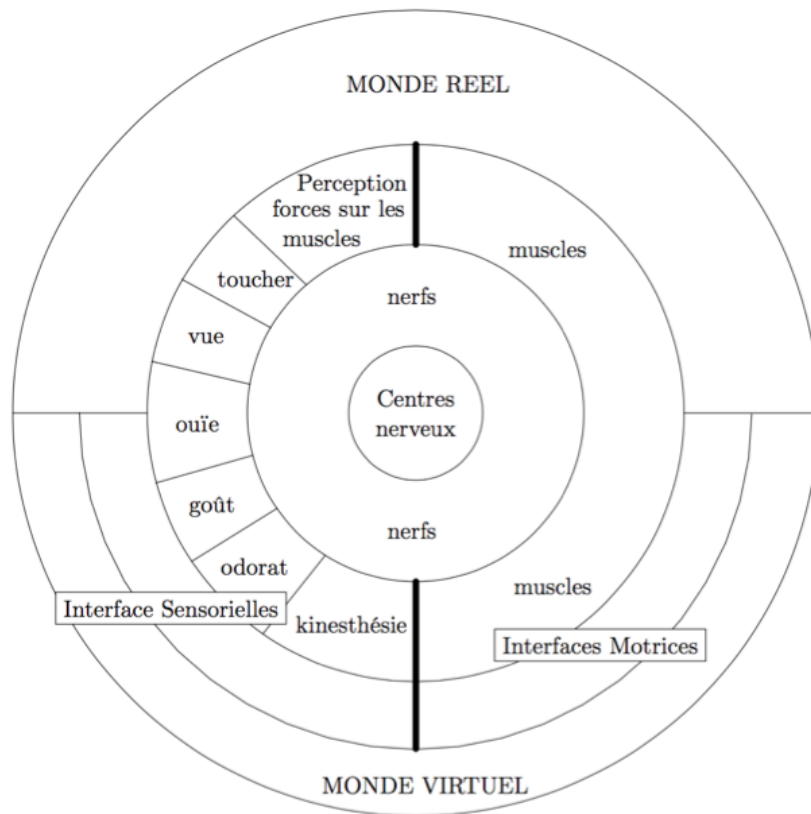 MONDE REEL
Perception
forces sur les
muscles
muscles
toucher
nerfs
vue
Centres
nerveux
ouïe
goût
nerfs
odorat
muscles
Interface Sensorielles
kinesthésie
Interfaces Motrices
MONDE VIRTUEL